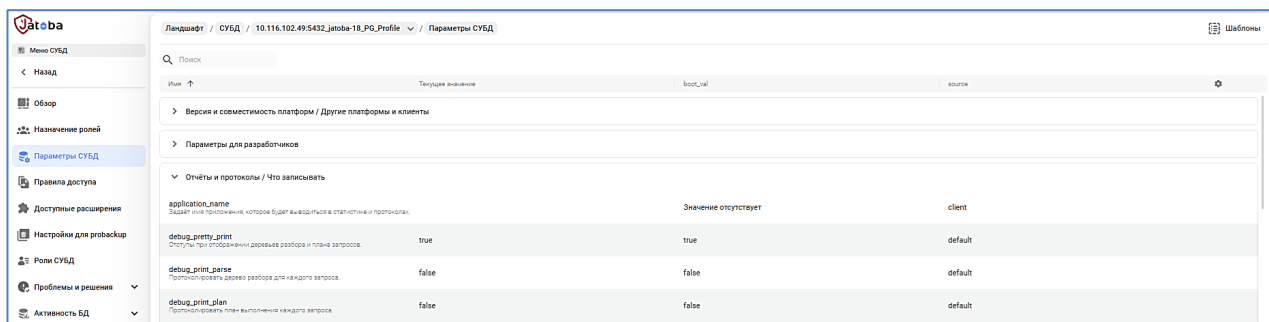 Jatoba
Ландшафт / СУБД / 10.116.102.49:5432_jatoba-18_PG_Profile / Параметры СУБД
Шаблоны
Меню СУБД
Назад
Обзор
Назначение ролей
Параметры СУБД
Правила доступа
Доступные расширения
Настройки для probackup
Роли СУБД
Проблемы и решения
Активность БД
Поиск
Имя Текущее значение boot_val source
Версия и совместимость платформ / Другие платформы и клиенты
Параметры для разработчиков
Отчёты и протоколы / Что записывать
application_name Значение отсутствует client
Задаёт имя приложения, которое будет выводиться в статистике и протоколах.
debug_pretty_print true true default
Отступы при отображении деревьев разбора и плана запросов.
debug_print_parse false false default
Протоколировать дерево разбора для каждого запроса.
debug_print_plan false false default
Протоколировать план выполнения каждого запроса.